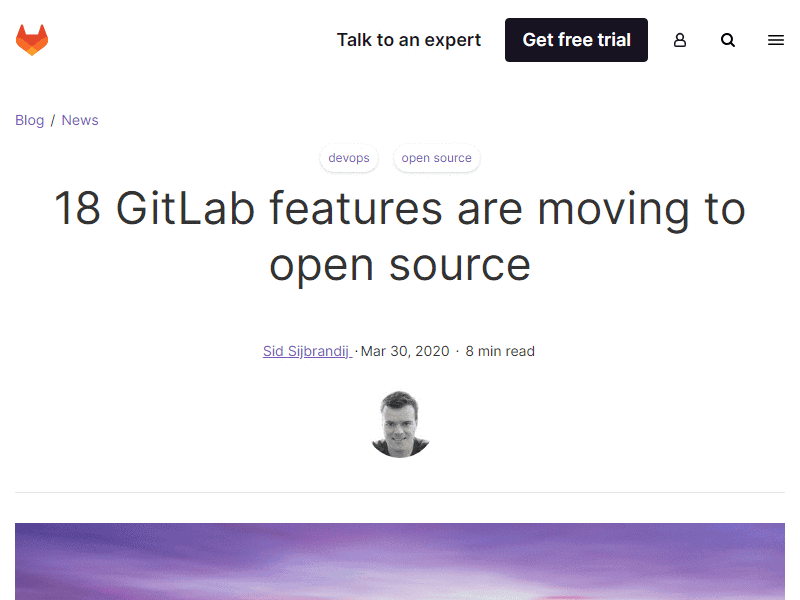 Talk to an expert Get free trial
Blog / News
devops open source
18 GitLab features are moving to
open source
Sid Sijbrandij · Mar 30, 2020 · 8 min read